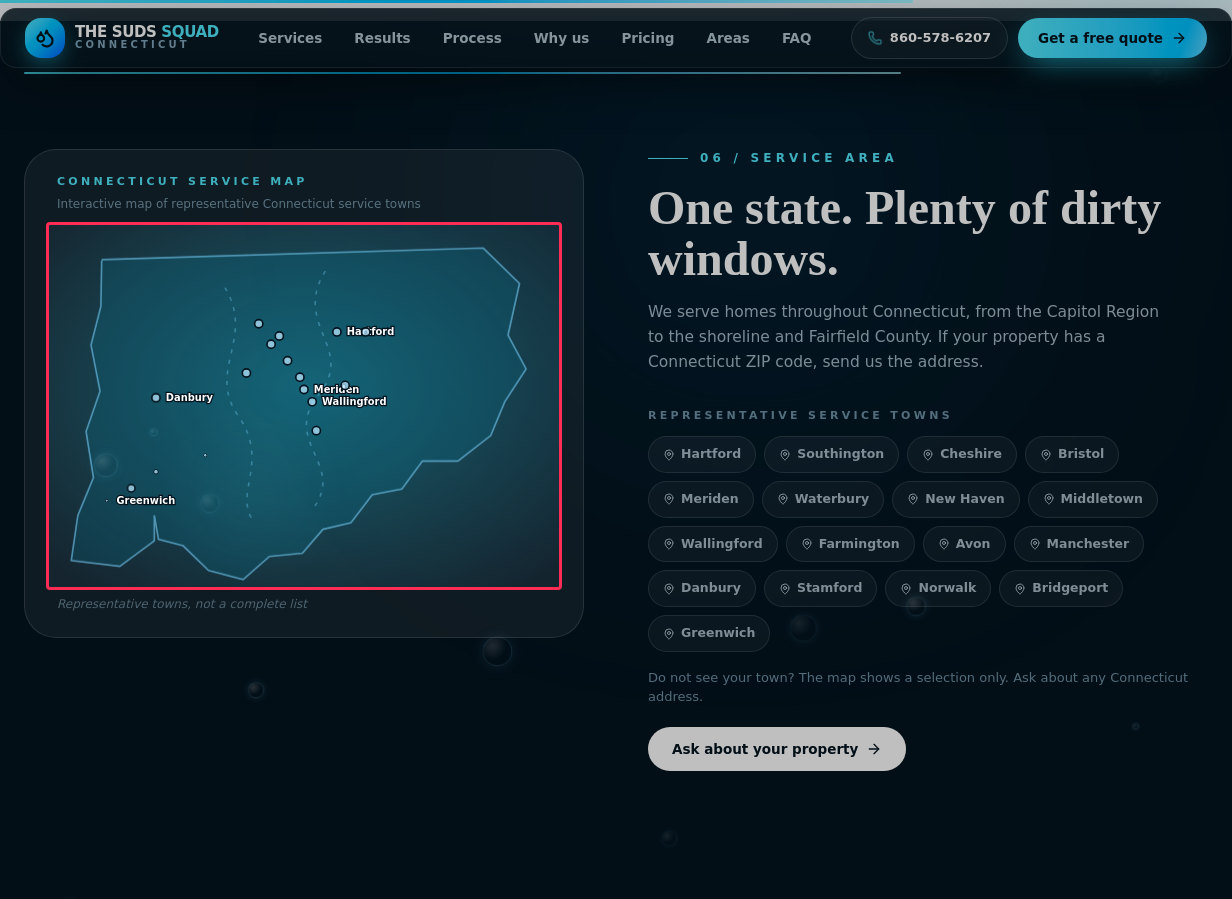 THE SUDS SQUAD
CONNECTICUT
Services
Results
Process
Why us
Pricing
Areas
FAQ
860-578-6207
Get a free quote
CONNECTICUT SERVICE MAP
Interactive map of representative Connecticut service towns
Hartford
Meriden
Wallingford
Danbury
Greenwich
Representative towns, not a complete list
06 / SERVICE AREA
One state. Plenty of dirty
windows.
We serve homes throughout Connecticut, from the Capitol Region
to the shoreline and Fairfield County. If your property has a
Connecticut ZIP code, send us the address.
REPRESENTATIVE SERVICE TOWNS
Hartford
Southington
Cheshire
Bristol
Meriden
Waterbury
New Haven
Middletown
Wallingford
Farmington
Avon
Manchester
Danbury
Stamford
Norwalk
Bridgeport
Greenwich
Do not see your town? The map shows a selection only. Ask about any Connecticut
address.
Ask about your property